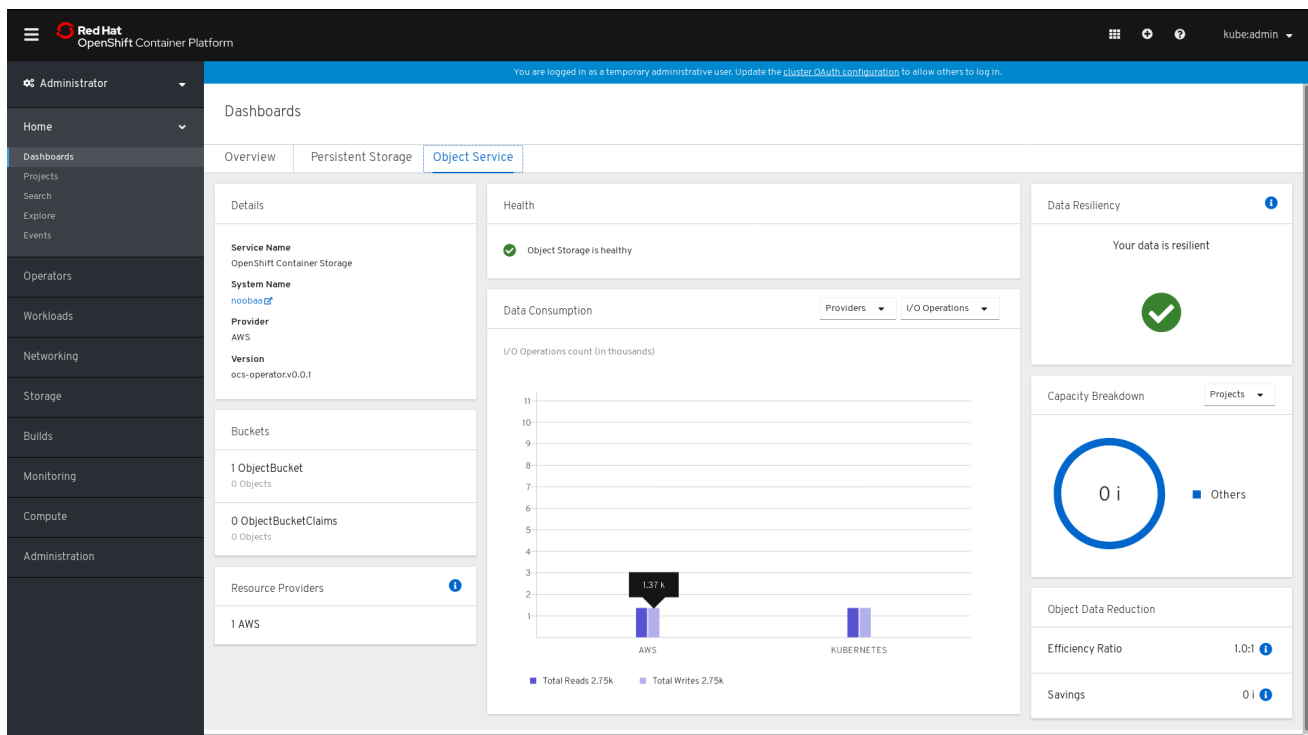 Red Hat
OpenShift Container Platform
kube:admin
Administrator
You are logged in as a temporary administrative user. Update the cluster OAuth configuration to allow others to log in.
Home
Dashboards
Projects
Search
Explore
Events
Operators
Workloads
Networking
Storage
Builds
Monitoring
Compute
Administration
Dashboards
Overview
Persistent Storage
Object Service
Details
Service Name
OpenShift Container Storage
System Name
noobaa
Provider
AWS
Version
ocs-operator.v0.0.1
Buckets
1 ObjectBucket
0 Objects
0 ObjectBucketClaims
0 Objects
Resource Providers
1 AWS
Health
Object Storage is healthy
Data Consumption
Providers
I/O Operations
I/O Operations count (in thousands)
11
10
9
8
7
6
5
4
3
2
1
1.37 k
AWS
KUBERNETES
Total Reads 2.75k
Total Writes 2.75k
Data Resiliency
Your data is resilient
Capacity Breakdown
Projects
0 i
Others
Object Data Reduction
Efficiency Ratio
1.0:1
Savings
0 i